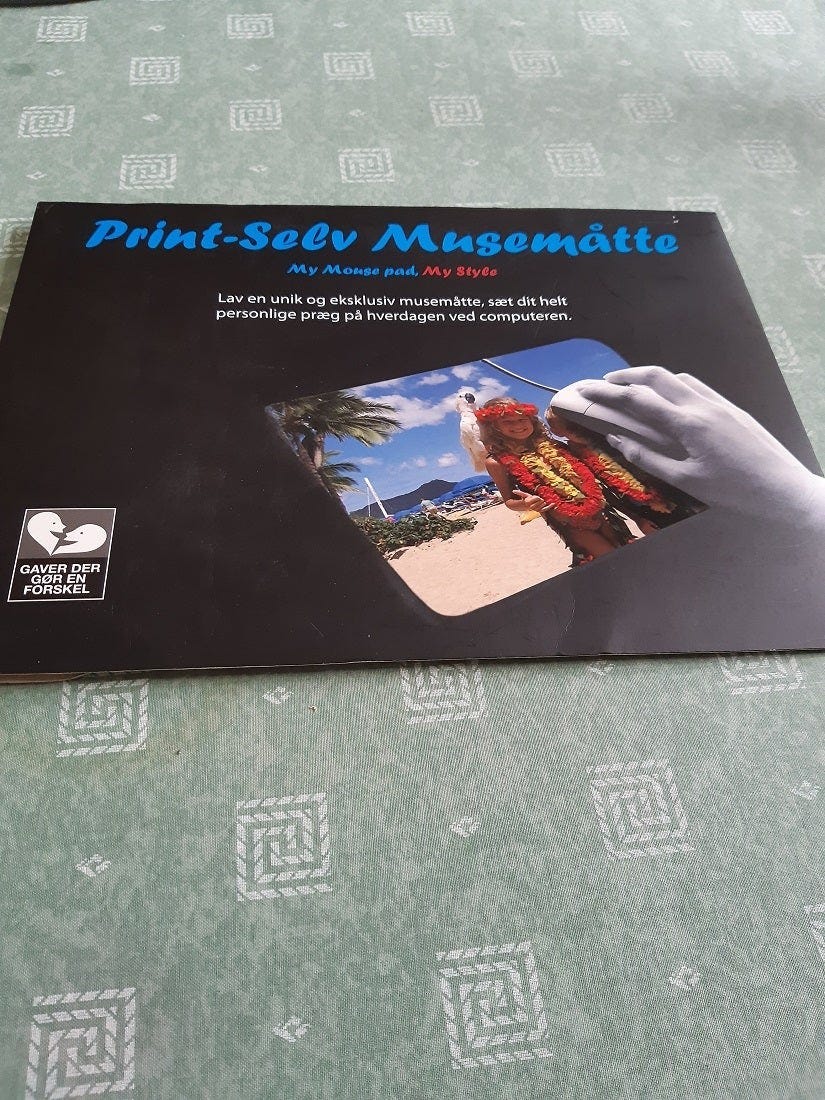 Print-Selv Musemåtte
My Mouse pad, My Style
Lav en unik og eksklusiv musemåtte, sæt dit helt
personlige præg på hverdagen ved computeren.
GAVER DER
GØR EN
FORSKEL